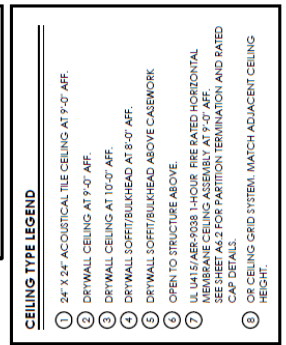 CEILING TYPE LEGEND
1 24" X 24" ACOUSTICAL TILE CEILING AT 9'-0" AFF.
2 DRYWALL CEILING AT 9'-0" AFF.
3 DRYWALL CEILING AT 10'-0" AFF.
4 DRYWALL SOFFIT/BULKHEAD AT 8'-0" AFF.
5 DRYWALL SOFFIT/BULKHEAD ABOVE CASEWORK
6 OPEN TO STRUCTURE ABOVE.
7 UL U415/AER-9038 1-HOUR FIRE RATED HORIZONTAL
MEMBRANE CEILING ASSEMBLY AT 9'-0" AFF.
SEE SHEET A6.2 FOR PARTITION TERMINATION AND RATED
CAP DETAILS.
8 OR CEILING GRID SYSTEM. MATCH ADJACENT CEILING
HEIGHT.